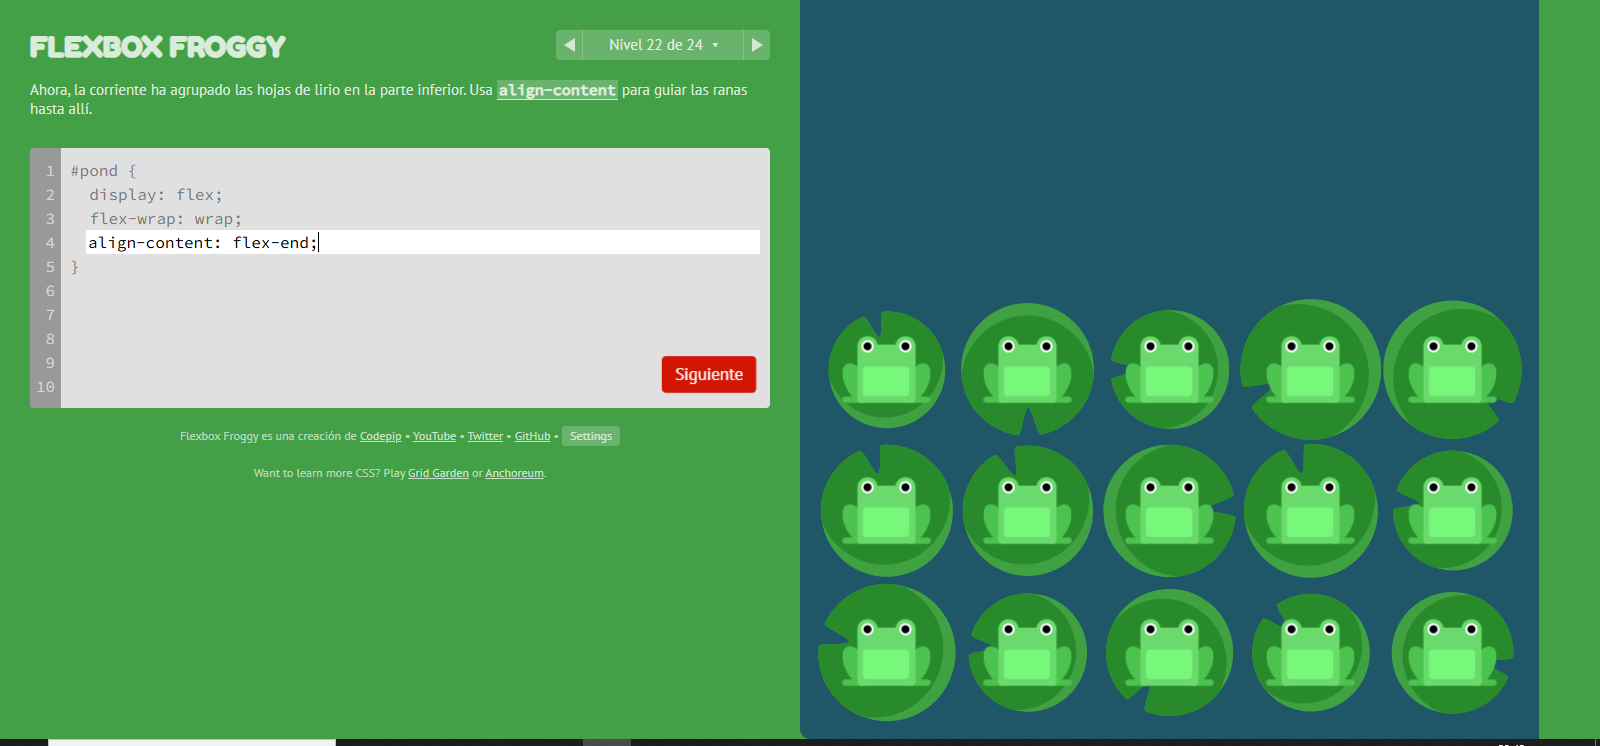 FLEXBOX FROGGY
Nivel 22 de 24
Ahora, la corriente ha agrupado las hojas de lirio en la parte inferior. Usa align-content para guiar las ranas
hasta allí.
1 #pond {
2 display: flex;
3 flex-wrap: wrap;
4 align-content: flex-end;
5 }
6
7
8
9
10
Siguiente
Flexbox Froggy es una creación de Codepip • YouTube • Twitter • GitHub • Settings
Want to learn more CSS? Play Grid Garden or Anchoreum.